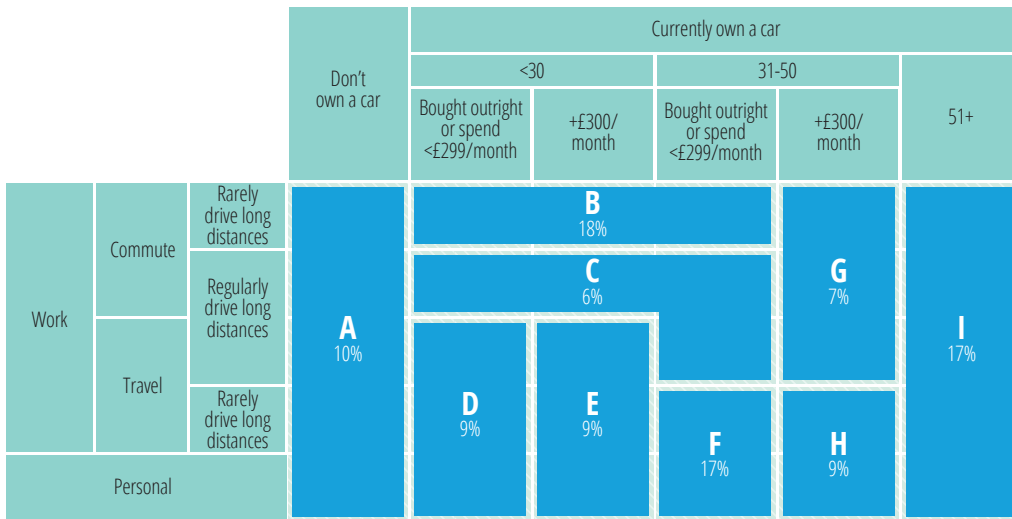 Currently own a car
Don't
own a car
<30
31-50
51+
Bought outright
or spend
<£299/month
+£300/
month
Bought outright
or spend
<£299/month
+£300/
month
Work
Commute
Rarely
drive long
distances
Regularly
drive long
distances
Travel
Rarely
drive long
distances
Personal
A
10%
B
18%
C
6%
D
9%
E
9%
F
17%
G
7%
H
9%
I
17%